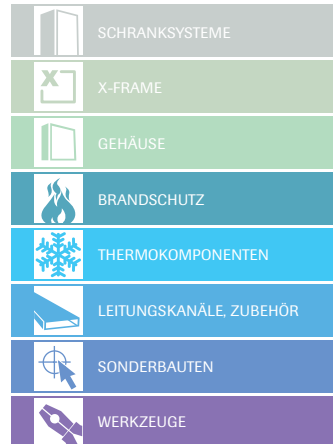 SCHRANKSYSTEME
X-FRAME
GEHÄUSE
BRANDSCHUTZ
THERMOKOMPONENTEN
LEITUNGSKANÄLE, ZUBEHÖR
SONDERBAUTEN
WERKZEUGE